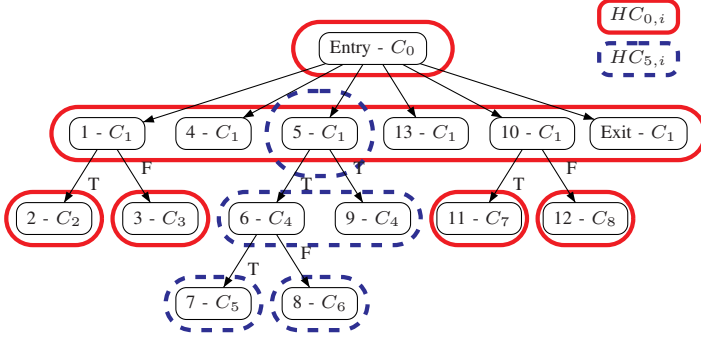 HC₀,ᵢ
Entry - C₀
HC₅,ᵢ
1 - C₁ 4 - C₁ 5 - C₁ 13 - C₁ 10 - C₁ Exit - C₁
T F T T T F
2 - C₂ 3 - C₃ 6 - C₄ 9 - C₄ 11 - C₇ 12 - C₈
T F
7 - C₅ 8 - C₆